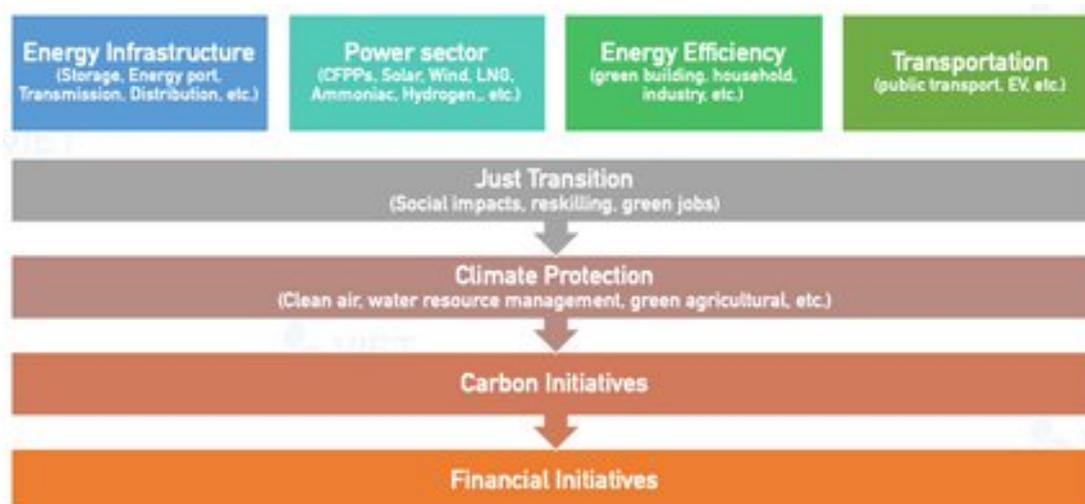 Energy Infrastructure
(Storage, Energy port,
Transmission, Distribution, etc.)
Power sector
(CFPPs, Solar, Wind, LNG,
Ammoniac, Hydrogen,, etc.)
Energy Efficiency
(green building, household,
industry, etc.)
Transportation
(public transport, EV, etc.)
Just Transition
(Social impacts, reskilling, green jobs)
Climate Protection
(Clean air, water resource management, green agricultural, etc.)
VIET
Carbon Initiatives
Financial Initiatives